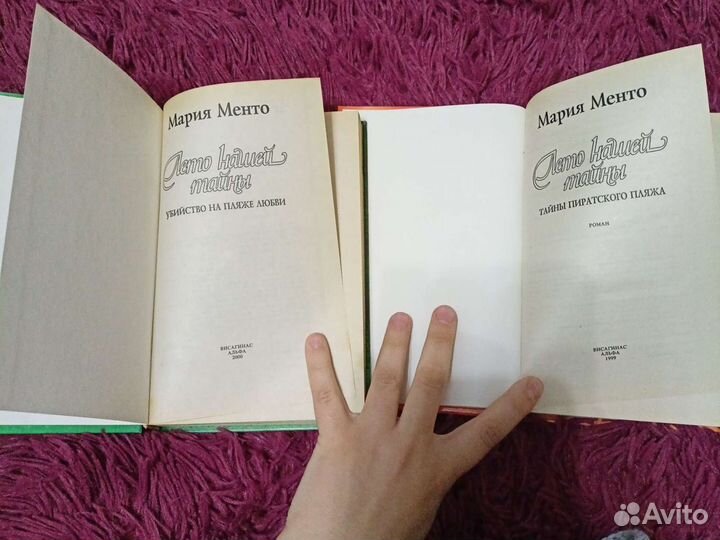 Мария Менто
Лето нашей
тайны
УБИЙСТВО НА ПЛЯЖЕ ЛЮБВИ
ВИСАГИНАС
АЛЬФА
2000
Мария Менто
Лето нашей
тайны
ТАЙНЫ ПИРАТСКОГО ПЛЯЖА
РОМАН
ВИСАГИНАС
АЛЬФА
1999
Avito